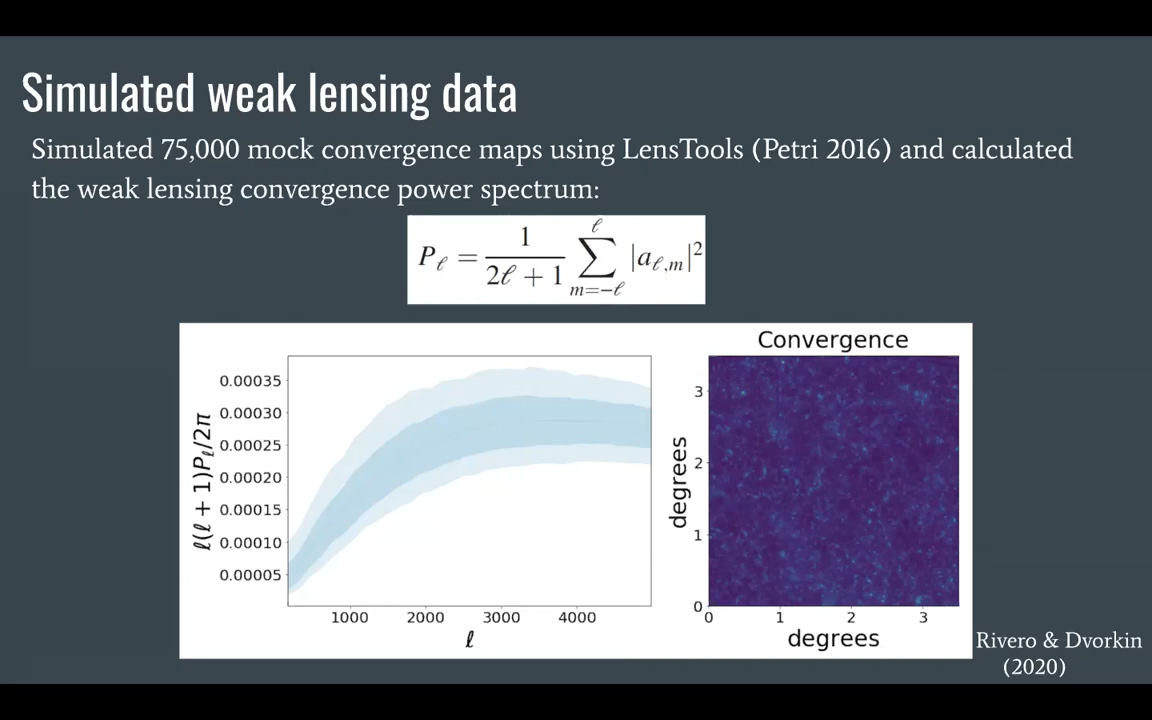 Simulated weak lensing data
Simulated 75,000 mock convergence maps using LensTools (Petri 2016) and calculated
the weak lensing convergence power spectrum:
P_ℓ = \frac{1}{2ℓ + 1} \sum_{m=-ℓ}^{ℓ} |a_{ℓ,m}|^2
ℓ(ℓ + 1)P_ℓ/2π
0.00035
0.00030
0.00025
0.00020
0.00015
0.00010
0.00005
1000 2000 3000 4000
ℓ
Convergence
degrees
3
2
1
0
0 1 2 3
degrees
Rivero & Dvorkin
(2020)